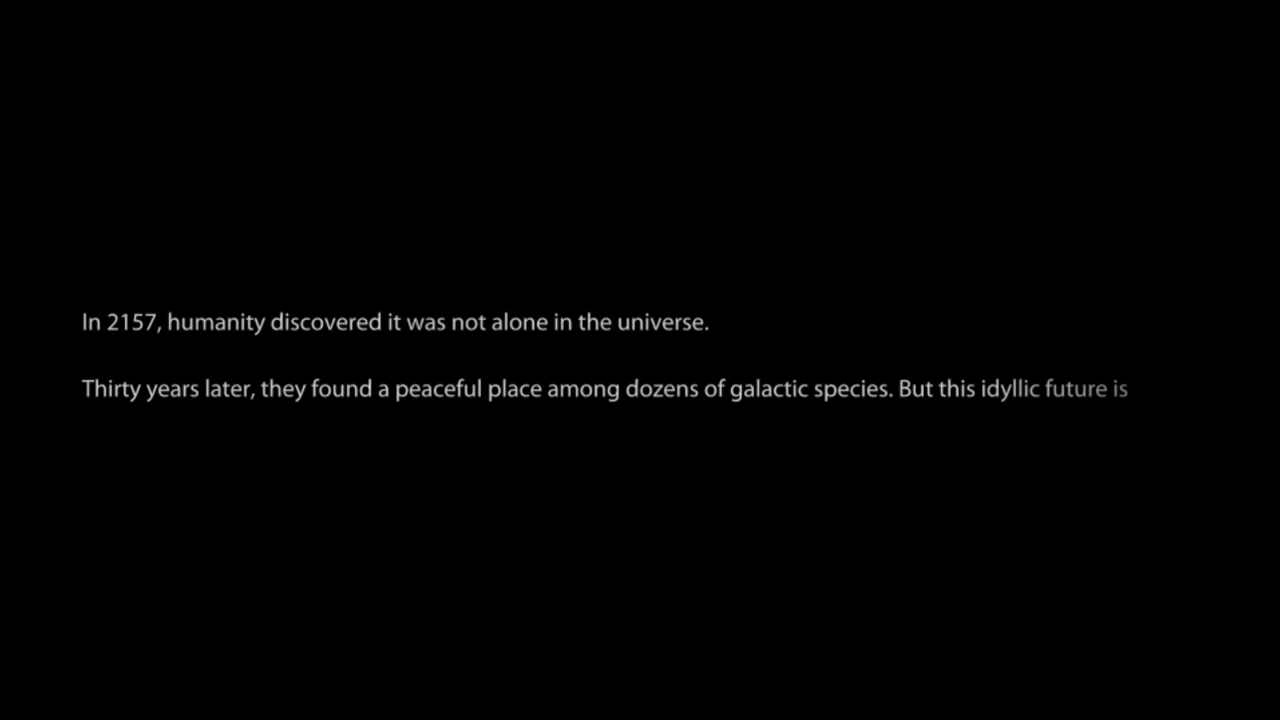 In 2157, humanity discovered it was not alone in the universe.
Thirty years later, they found a peaceful place among dozens of galactic species. But this idyllic future is